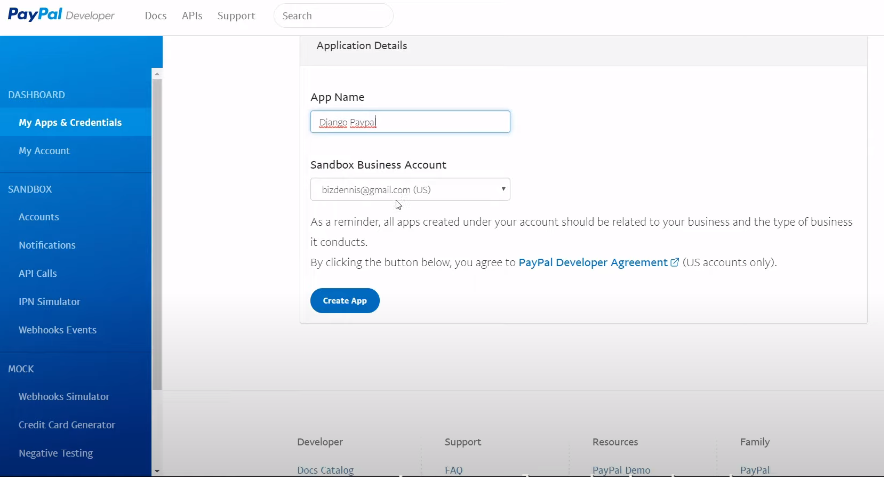 PayPal Developer
Docs APIs Support Search
Application Details
DASHBOARD
My Apps & Credentials
My Account
SANDBOX
Accounts
Notifications
API Calls
IPN Simulator
Webhooks Events
MOCK
Webhooks Simulator
Credit Card Generator
Negative Testing
App Name
Django Paypal
Sandbox Business Account
bizdennis@gmail.com (US)
As a reminder, all apps created under your account should be related to your business and the type of business
it conducts.
By clicking the button below, you agree to PayPal Developer Agreement (US accounts only).
Create App
Developer Support Resources Family
Docs Catalog FAQ PayPal Demo PayPal